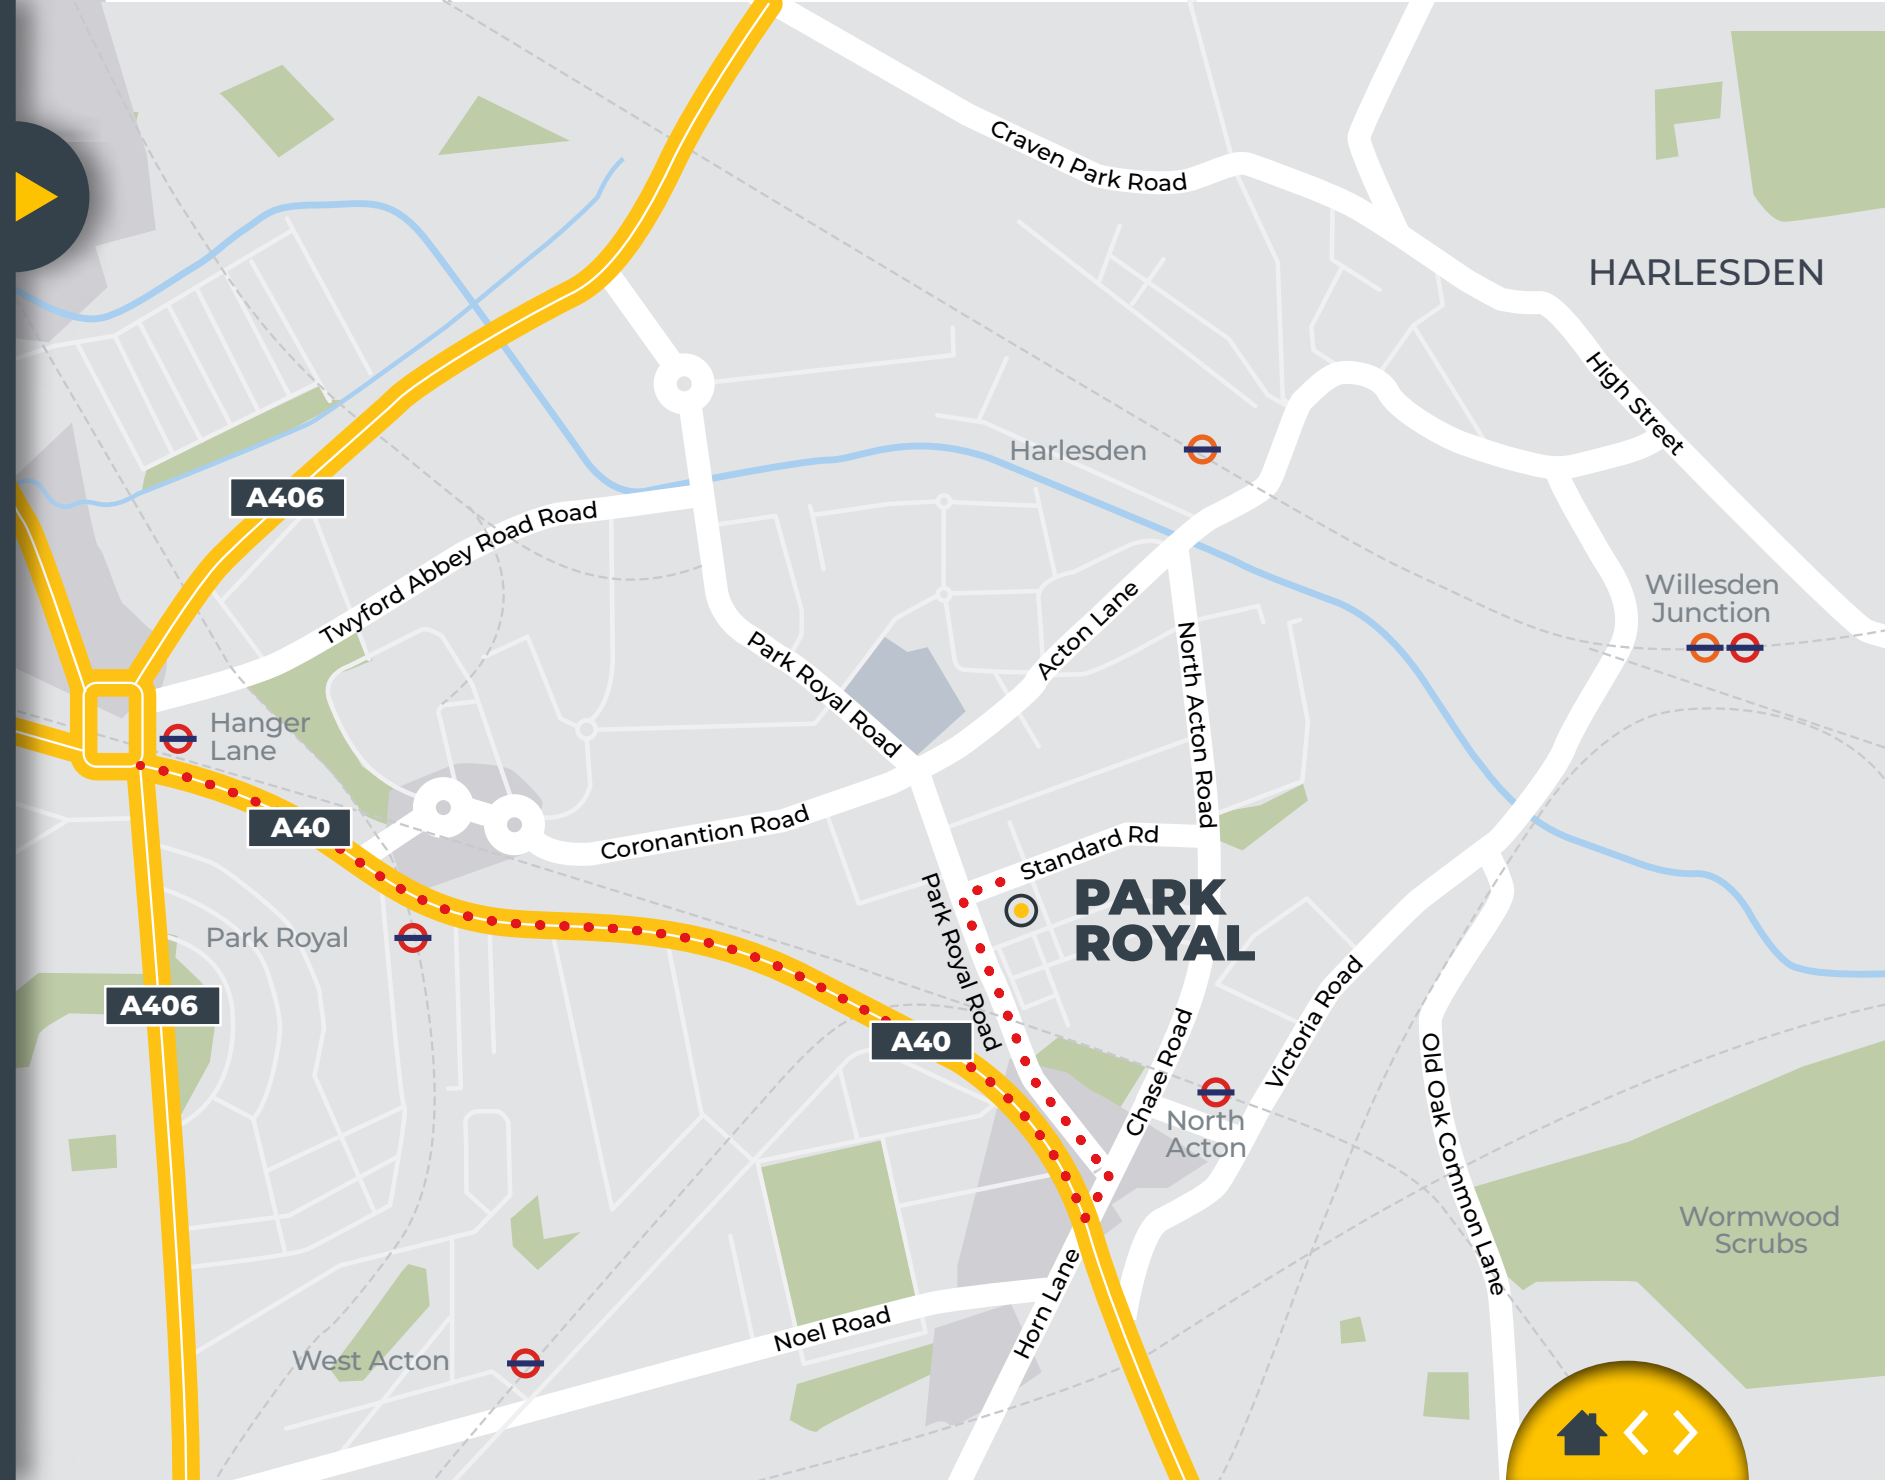 Craven Park Road
HARLESDEN
High Street
Harlesden
A406
Twyford Abbey Road Road
Willesden
Junction
Acton Lane
North Acton Road
Park Royal Road
Hanger
Lane
A40
Coronantion Road
Standard Rd
PARK
ROYAL
Park Royal Road
Park Royal
A406
A40
Victoria Road
Chase Road
Old Oak Common Lane
North
Acton
Wormwood
Scrubs
Horn Lane
Noel Road
West Acton